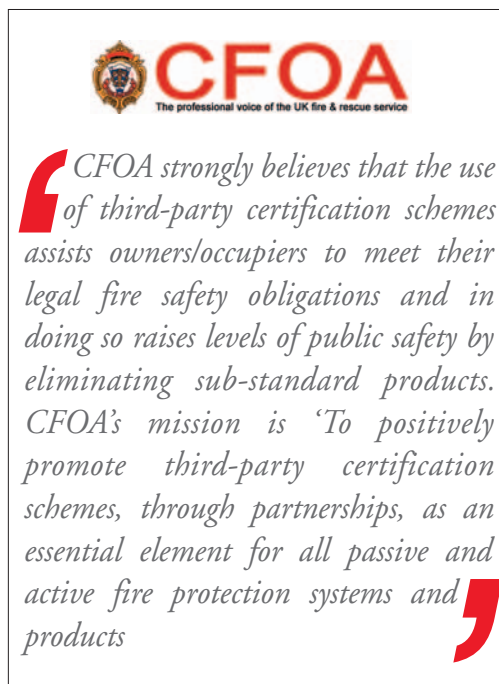 CFOA
The professional voice of the UK fire & rescue service
‘CFOA strongly believes that the use
of third-party certification schemes
assists owners/occupiers to meet their
legal fire safety obligations and in
doing so raises levels of public safety by
eliminating sub-standard products.
CFOA’s mission is ‘To positively
promote third-party certification
schemes, through partnerships, as an
essential element for all passive and
active fire protection systems and
products’